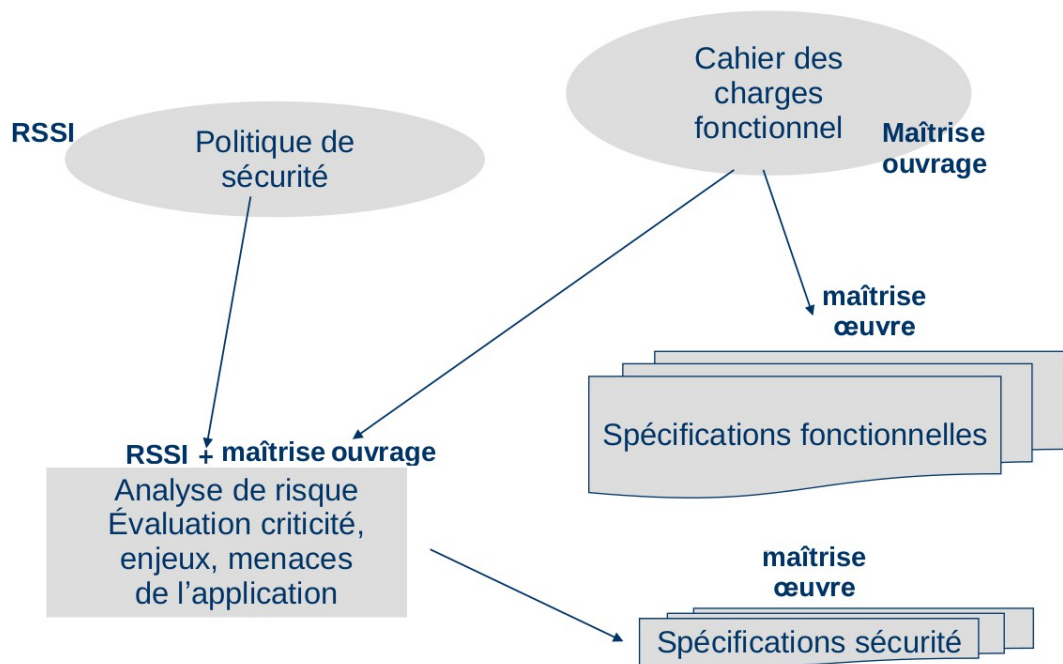 Cahier des
charges
fonctionnel
Maîtrise
ouvrage
RSSI
Politique de
sécurité
maîtrise
œuvre
Spécifications fonctionnelles
RSSI + maîtrise ouvrage
Analyse de risque
Évaluation criticité,
enjeux, menaces
de l’application
maîtrise
œuvre
Spécifications sécurité